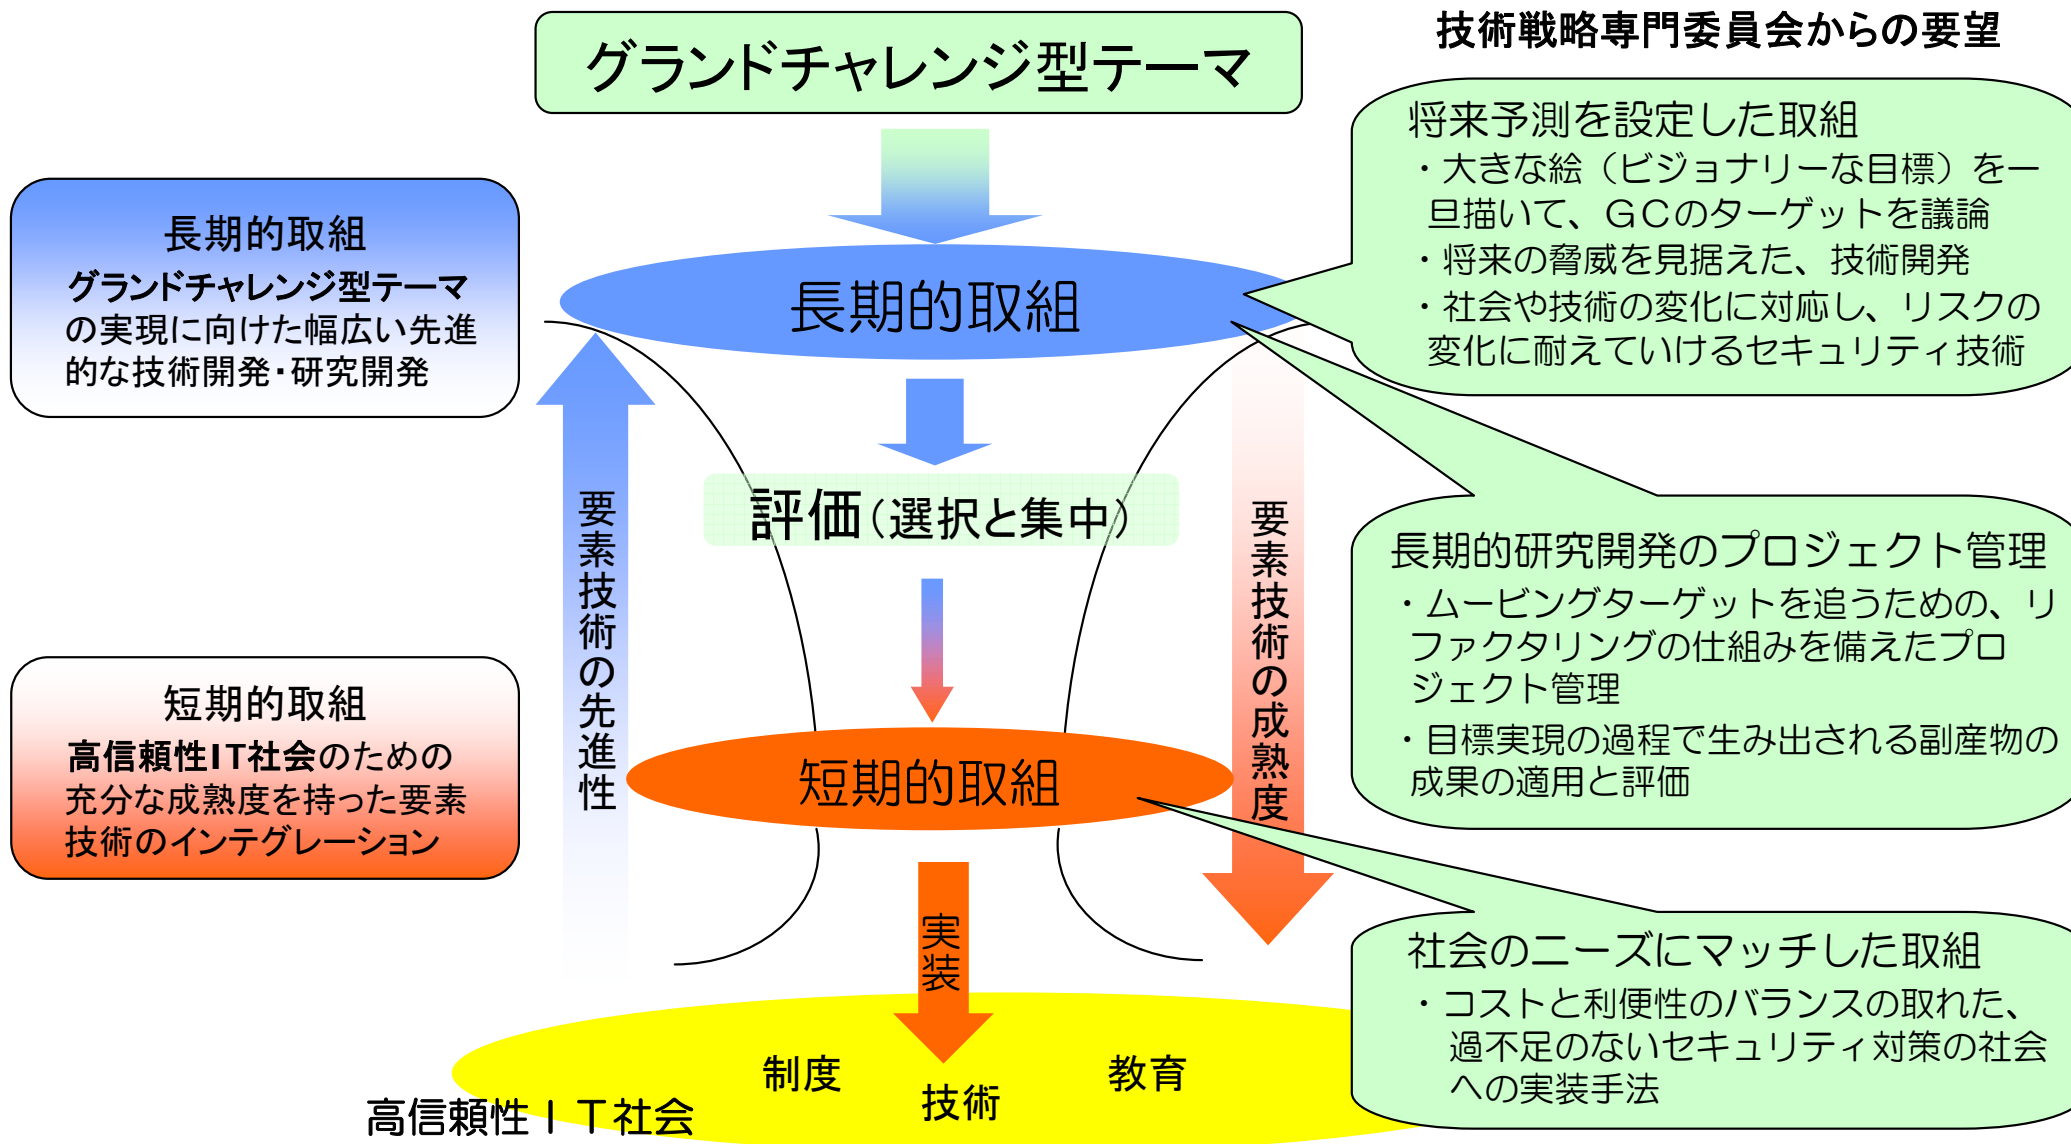 グランドチャレンジ型テーマ
技術戦略専門委員会からの要望
長期的取組
グランドチャレンジ型テーマ
の実現に向けた幅広い先進
的な技術開発・研究開発
短期的取組
高信頼性IT社会のための
充分な成熟度を持った要素
技術のインテグレーション
長期的取組
評価（選択と集中）
要素技術の先進性
要素技術の成熟度
短期的取組
実装
制度
技術
教育
高信頼性ＩＴ社会
将来予測を設定した取組
・大きな絵（ビジョナリーな目標）を一
旦描いて、ＧＣのターゲットを議論
・将来の脅威を見据えた、技術開発
・社会や技術の変化に対応し、リスクの
変化に耐えていけるセキュリティ技術
長期的研究開発のプロジェクト管理
・ムービングターゲットを追うための、リ
ファクタリングの仕組みを備えたプロ
ジェクト管理
・目標実現の過程で生み出される副産物の
成果の適用と評価
社会のニーズにマッチした取組
・コストと利便性のバランスの取れた、
過不足のないセキュリティ対策の社会
への実装手法